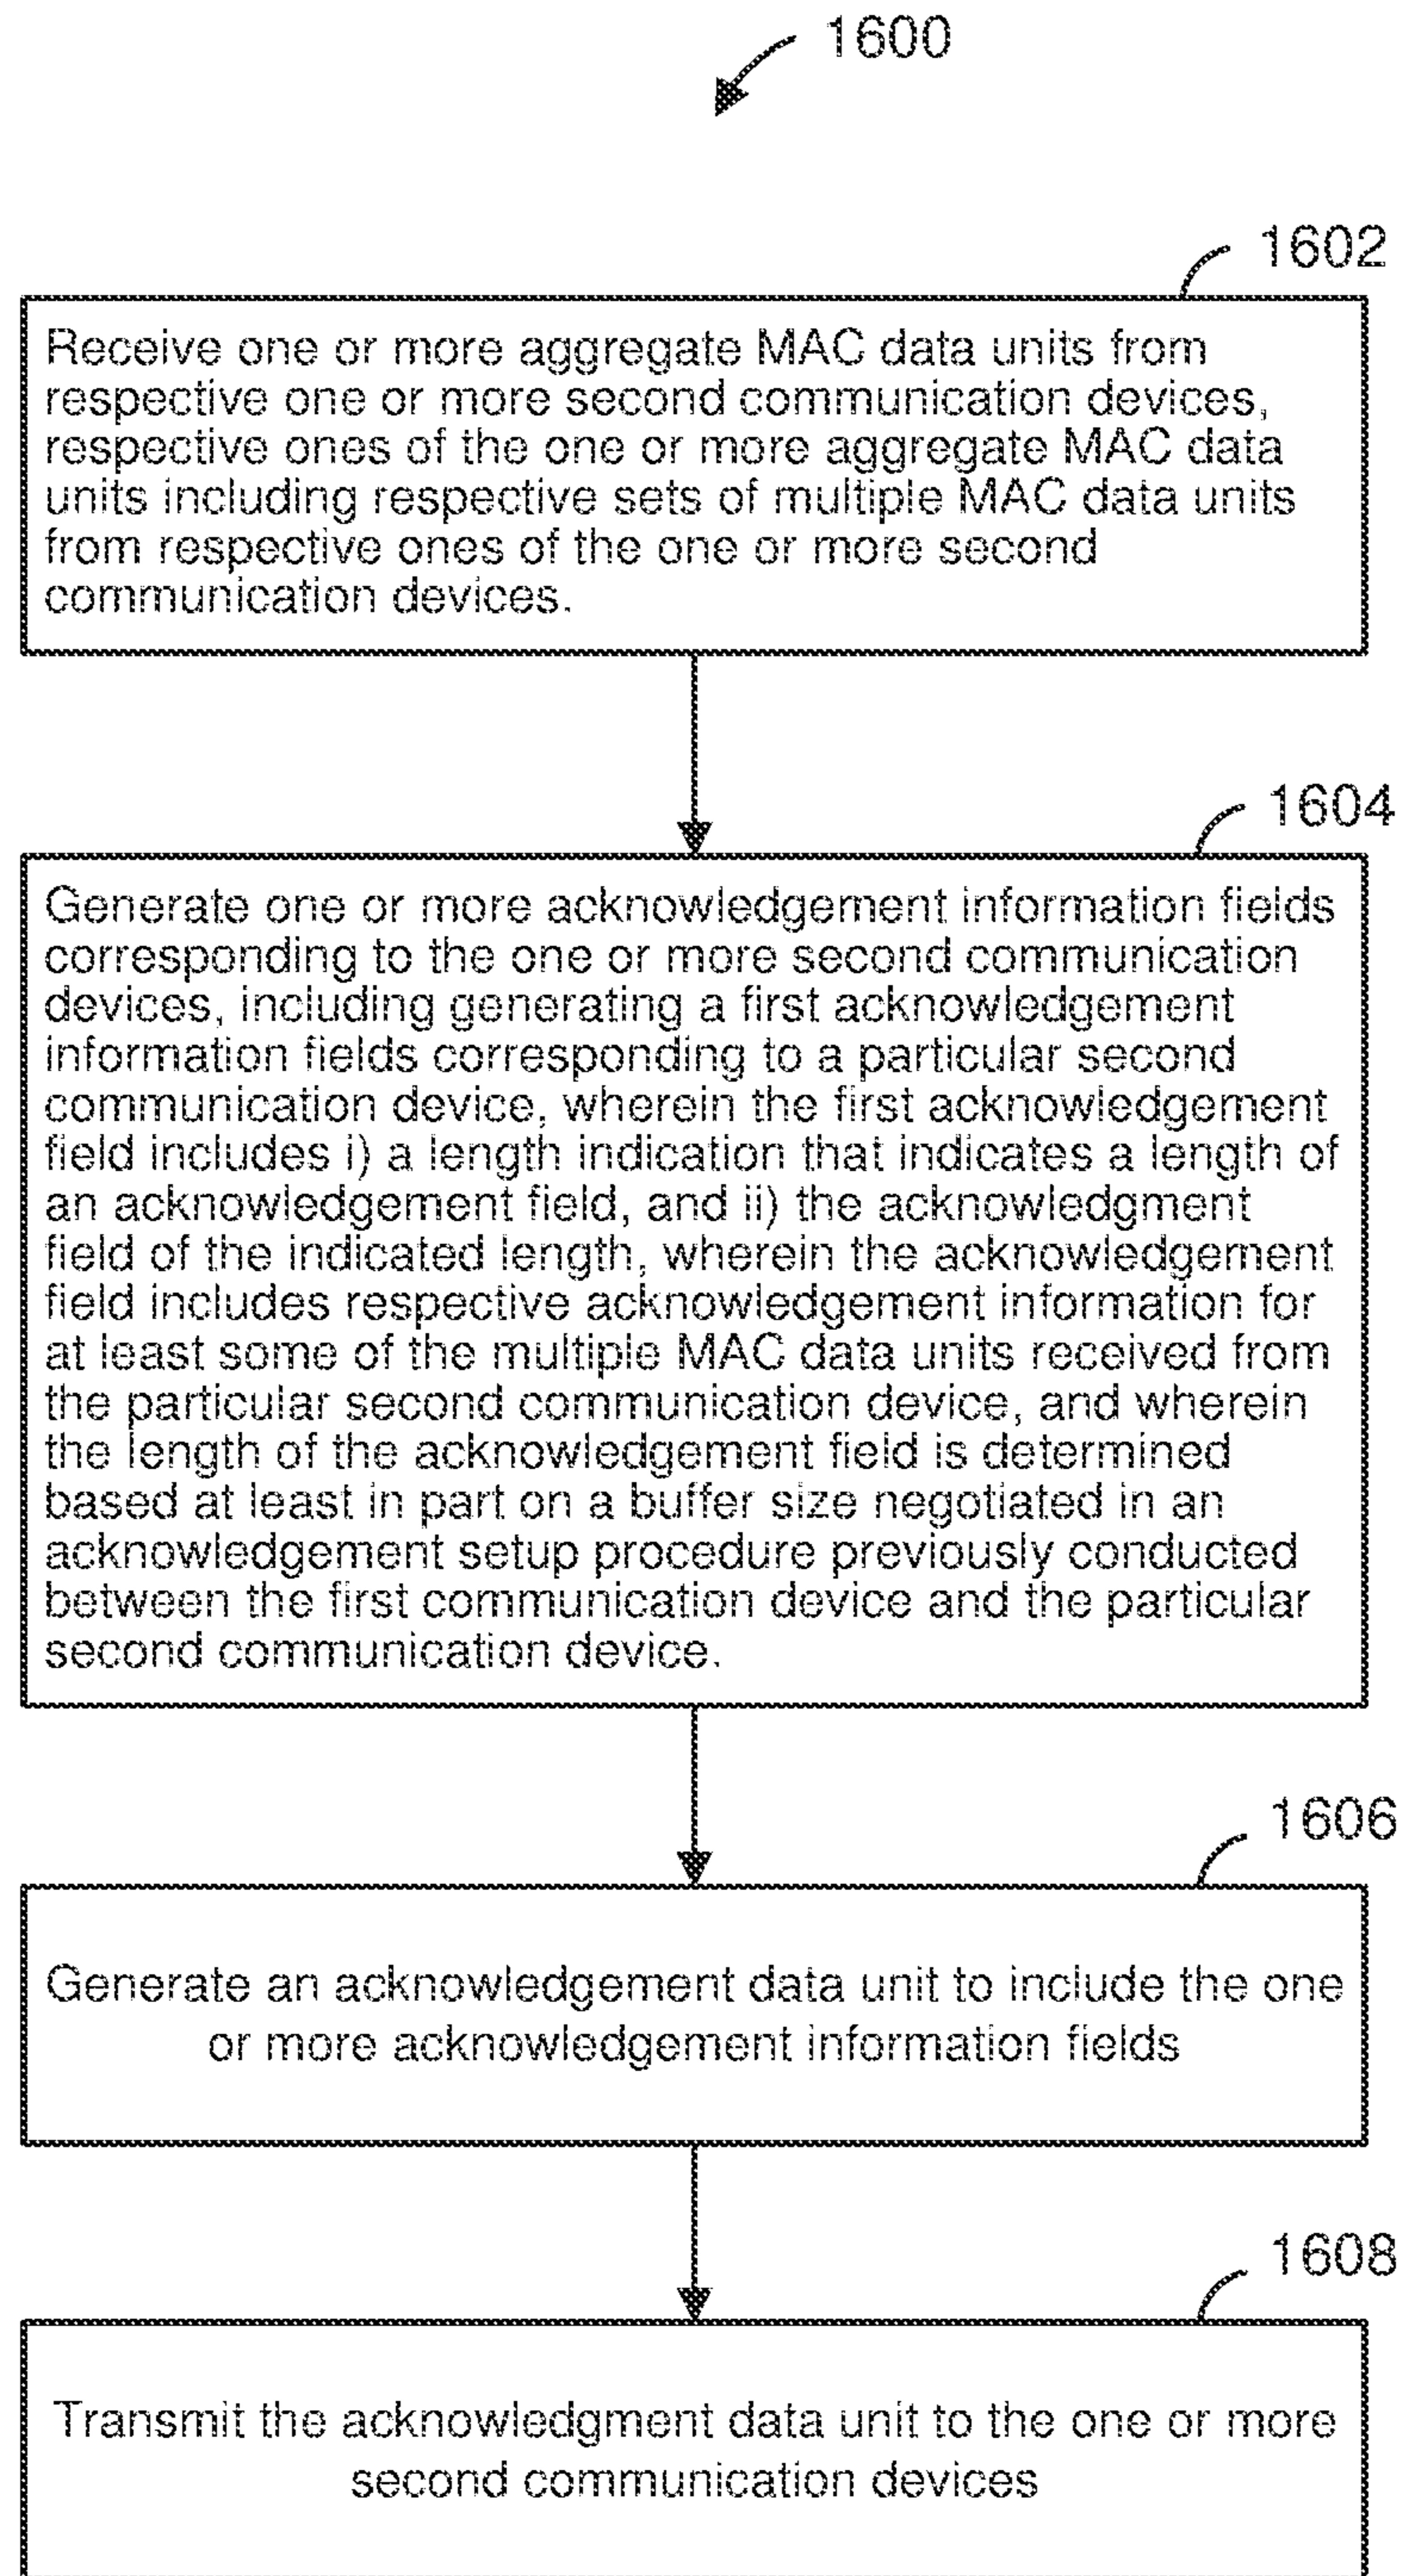 1600
1602
Receive one or more aggregate MAC data units from
respective one or more second communication devices,
respective ones of the one or more aggregate MAC data
units including respective sets of multiple MAC data units
from respective ones of the one or more second
communication devices.
1604
Generate one or more acknowledgement information fields
corresponding to the one or more second communication
devices, including generating a first acknowledgement
information fields corresponding to a particular second
communication device, wherein the first acknowledgement
field includes i) a length indication that indicates a length of
an acknowledgement field, and ii) the acknowledgment
field of the indicated length, wherein the acknowledgement
field includes respective acknowledgement information for
at least some of the multiple MAC data units received from
the particular second communication device, and wherein
the length of the acknowledgement field is determined
based at least in part on a buffer size negotiated in an
acknowledgement setup procedure previously conducted
between the first communication device and the particular
second communication device.
1606
Generate an acknowledgement data unit to include the one
or more acknowledgement information fields
1608
Transmit the acknowledgment data unit to the one or more
second communication devices